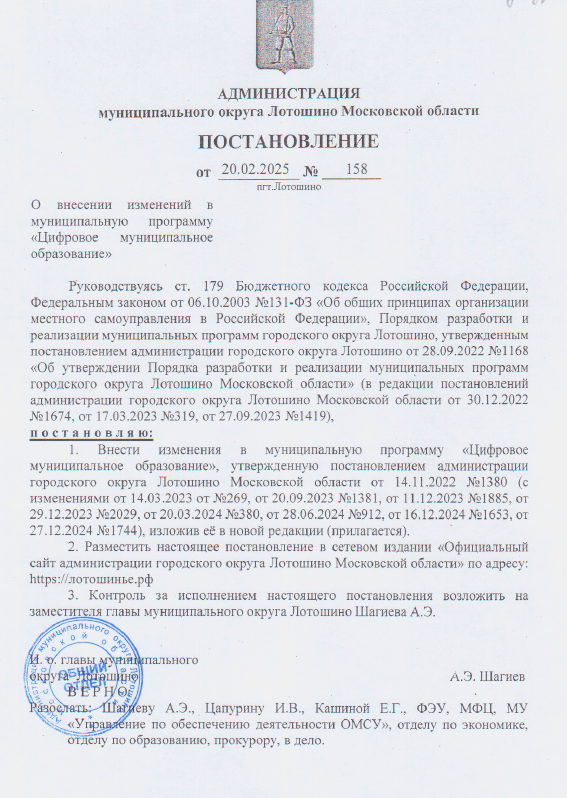 АДМИНИСТРАЦИЯ
муниципального округа Лотошино Московской области
ПОСТАНОВЛЕНИЕ
от 20.02.2025 № 158
пгт.Лотошино
О внесении изменений в
муниципальную программу
«Цифровое муниципальное
образование»
Руководствуясь ст. 179 Бюджетного кодекса Российской Федерации,
Федеральным законом от 06.10.2003 №131-ФЗ «Об общих принципах организации
местного самоуправления в Российской Федерации», Порядком разработки и
реализации муниципальных программ городского округа Лотошино, утвержденным
постановлением администрации городского округа Лотошино от 28.09.2022 №1168
«Об утверждении Порядка разработки и реализации муниципальных программ
городского округа Лотошино Московской области» (в редакции постановлений
администрации городского округа Лотошино Московской области от 30.12.2022
№1674, от 17.03.2023 №319, от 27.09.2023 №1419),
п о с т а н о в л я ю:
1. Внести изменения в муниципальную программу «Цифровое
муниципальное образование», утвержденную постановлением администрации
городского округа Лотошино Московской области от 14.11.2022 №1380 (с
изменениями от 14.03.2023 от №269, от 20.09.2023 №1381, от 11.12.2023 №1885, от
29.12.2023 №2029, от 20.03.2024 №380, от 28.06.2024 №912, от 16.12.2024 №1653, от
27.12.2024 №1744), изложив её в новой редакции (прилагается).
2. Разместить настоящее постановление в сетевом издании «Официальный
сайт администрации городского округа Лотошино Московской области» по адресу:
https://лотошинье.рф
3. Контроль за исполнением настоящего постановления возложить на
заместителя главы муниципального округа Лотошино Шагиева А.Э.
И. о. главы муниципального
округа Лотошино А.Э. Шагиев
ВЕРНО:
Разослать: Шагиеву А.Э., Цапурину И.В., Кашиной Е.Г., ФЭУ, МФЦ, МУ
«Управление по обеспечению деятельности ОМСУ», отделу по экономике,
отделу по образованию, прокурору, в дело.
ОБЩИЙ
ОТДЕЛ